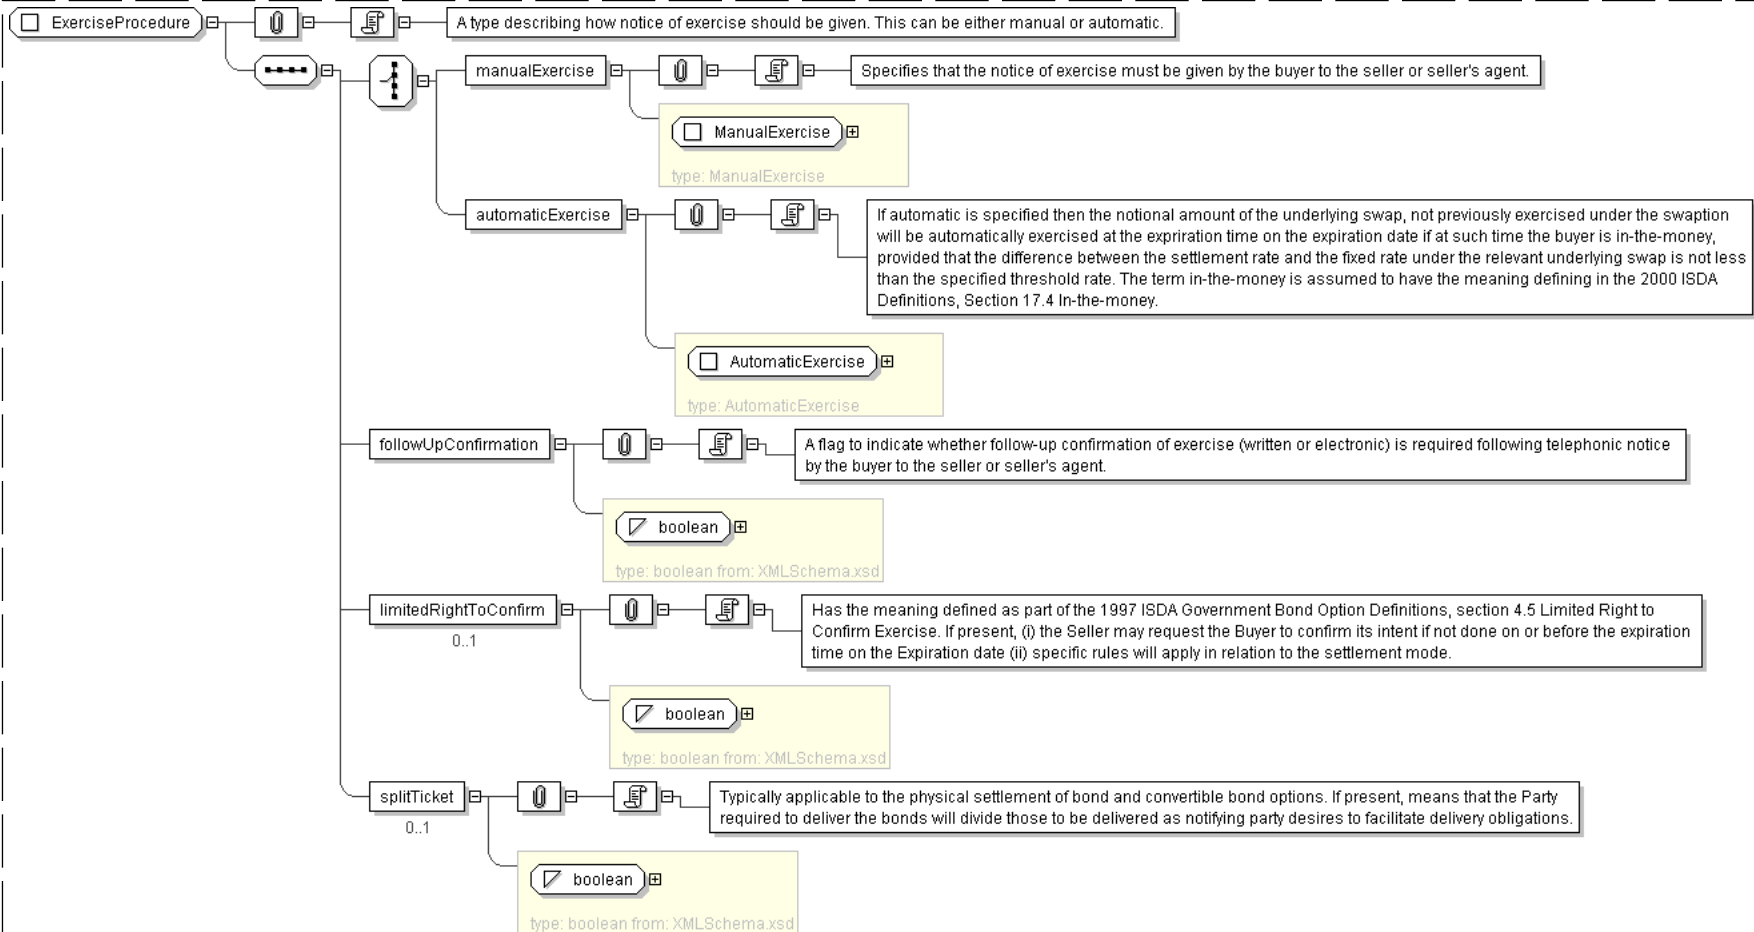 ExerciseProcedure
A type describing how notice of exercise should be given. This can be either manual or automatic.
manualExercise
Specifies that the notice of exercise must be given by the buyer to the seller or seller's agent.
ManualExercise
type: ManualExercise
automaticExercise
If automatic is specified then the notional amount of the underlying swap, not previously exercised under the swaption
will be automatically exercised at the expriration time on the expiration date if at such time the buyer is in-the-money,
provided that the difference between the settlement rate and the fixed rate under the relevant underlying swap is not less
than the specified threshold rate. The term in-the-money is assumed to have the meaning defining in the 2000 ISDA
Definitions, Section 17.4 In-the-money.
AutomaticExercise
type: AutomaticExercise
followUpConfirmation
A flag to indicate whether follow-up confirmation of exercise (written or electronic) is required following telephonic notice
by the buyer to the seller or seller's agent.
boolean
type: boolean from: XMLSchema.xsd
limitedRightToConfirm
0..1
Has the meaning defined as part of the 1997 ISDA Government Bond Option Definitions, section 4.5 Limited Right to
Confirm Exercise. If present, (i) the Seller may request the Buyer to confirm its intent if not done on or before the expiration
time on the Expiration date (ii) specific rules will apply in relation to the settlement mode.
boolean
type: boolean from: XMLSchema.xsd
splitTicket
0..1
Typically applicable to the physical settlement of bond and convertible bond options. If present, means that the Party
required to deliver the bonds will divide those to be delivered as notifying party desires to facilitate delivery obligations.
boolean
type: boolean from: XMLSchema.xsd